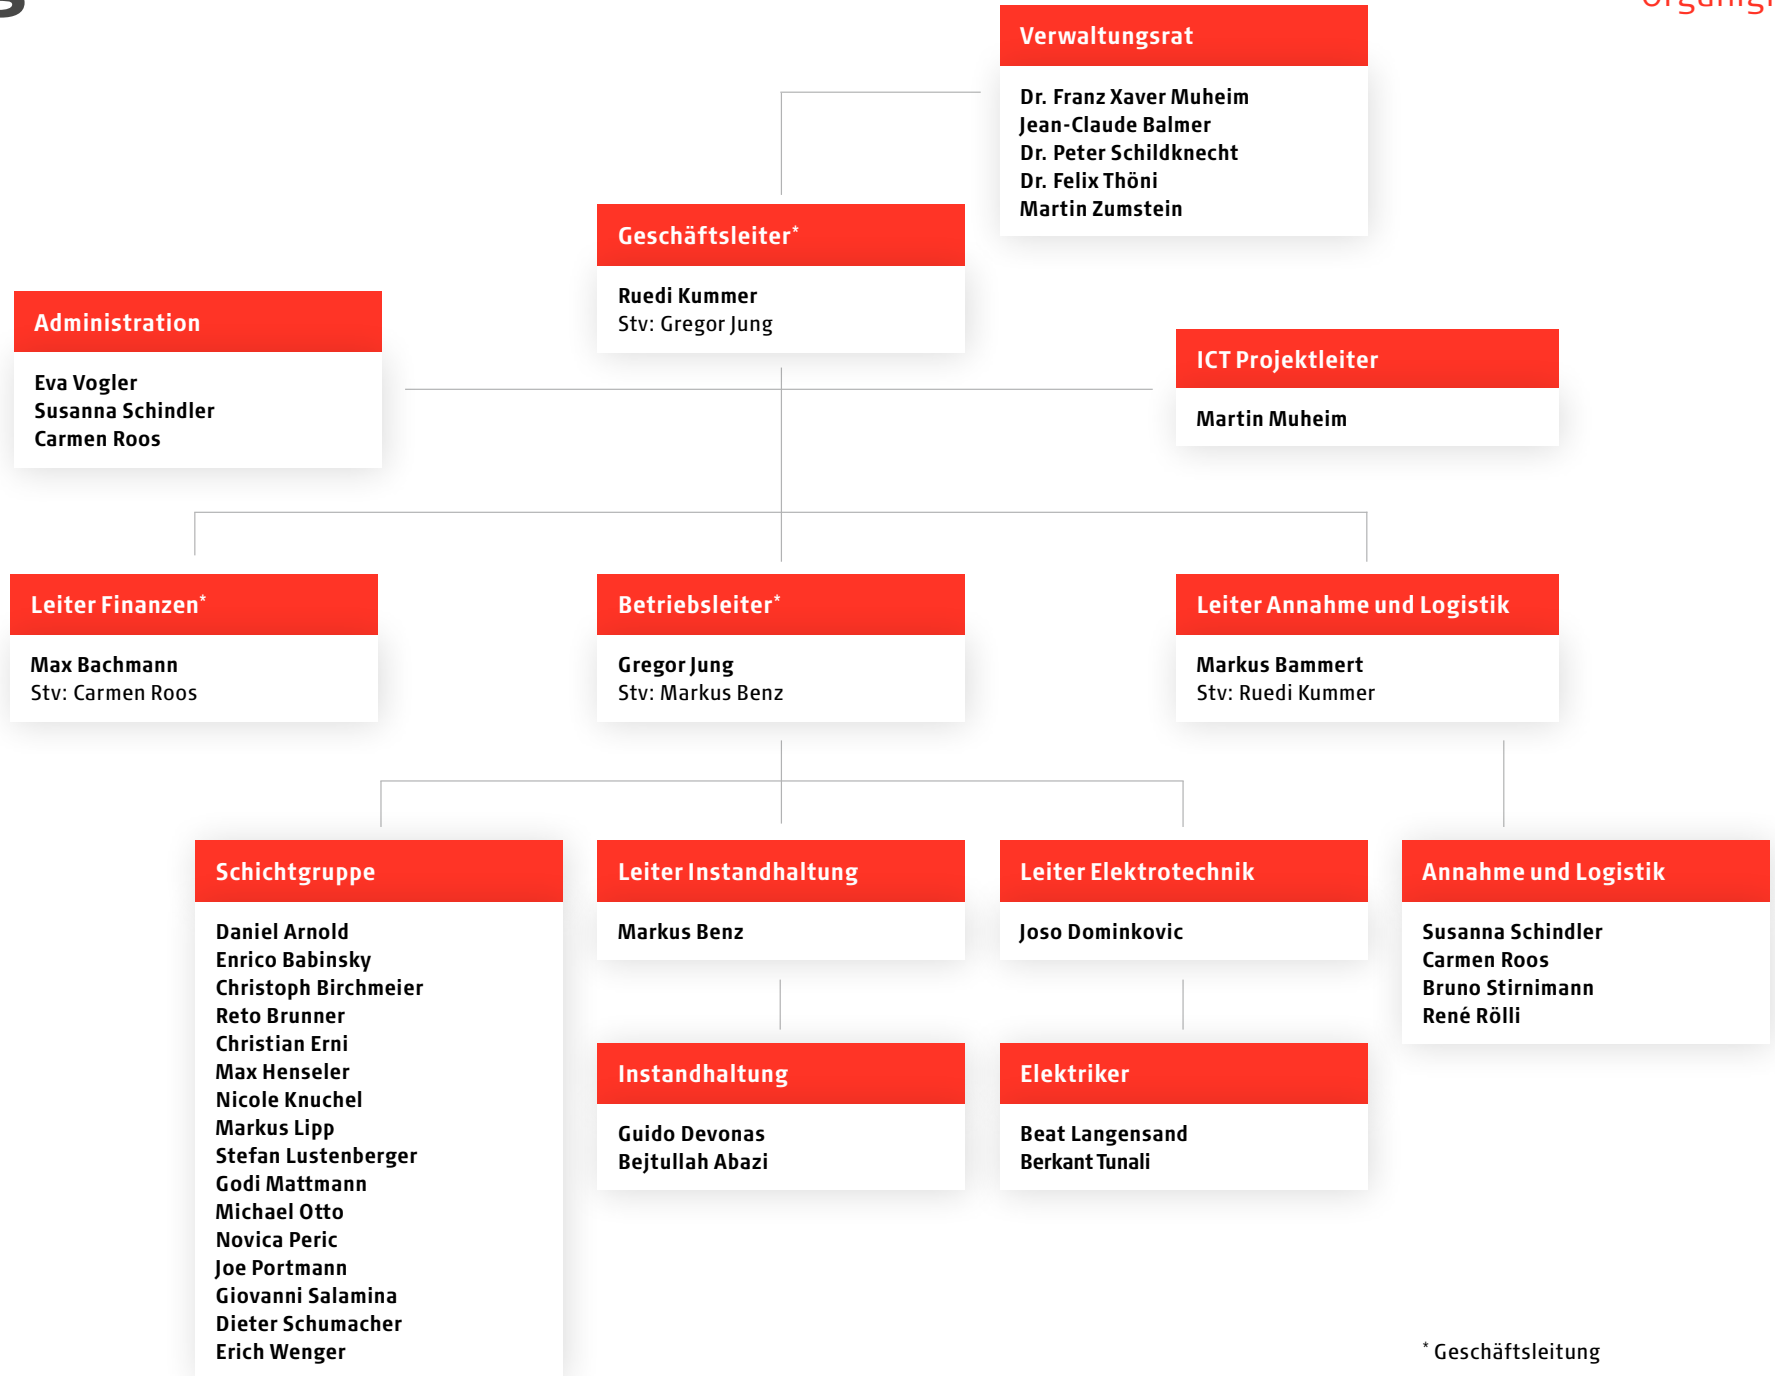 Verwaltungsrat
Dr. Franz Xaver Muheim
Jean-Claude Balmer
Dr. Peter Schildknecht
Dr. Felix Thöni
Martin Zumstein
Geschäftsleiter*
Ruedi Kummer
Stv: Gregor Jung
Administration
Eva Vogler
Susanna Schindler
Carmen Roos
ICT Projektleiter
Martin Muheim
Leiter Finanzen*
Max Bachmann
Stv: Carmen Roos
Betriebsleiter*
Gregor Jung
Stv: Markus Benz
Leiter Annahme und Logistik
Markus Bammert
Stv: Ruedi Kummer
Schichtgruppe
Daniel Arnold
Enrico Babinsky
Christoph Birchmeier
Reto Brunner
Christian Erni
Max Henseler
Nicole Knuchel
Markus Lipp
Stefan Lustenberger
Godi Mattmann
Michael Otto
Novica Peric
Joe Portmann
Giovanni Salamina
Dieter Schumacher
Erich Wenger
Leiter Instandhaltung
Markus Benz
Instandhaltung
Guido Devonas
Bejtullah Abazi
Leiter Elektrotechnik
Joso Dominkovic
Elektriker
Beat Langensand
Berkant Tunali
Annahme und Logistik
Susanna Schindler
Carmen Roos
Bruno Stirnimann
René Rölli
* Geschäftsleitung